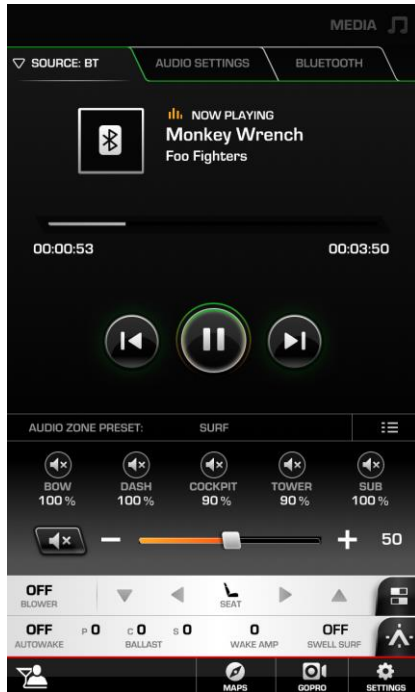 MEDIA
SOURCE: BT AUDIO SETTINGS BLUETOOTH
NOW PLAYING
Monkey Wrench
Foo Fighters
00:00:53 00:03:50
AUDIO ZONE PRESET: SURF
BOW DASH COCKPIT TOWER SUB
100 % 100 % 90 % 90 % 100 %
50
OFF
BLOWER SEAT
OFF P 0 C 0 S 0 0 OFF
AUTOWAKE BALLAST WAKE AMP SWELL SURF
MAPS GOPRO SETTINGS